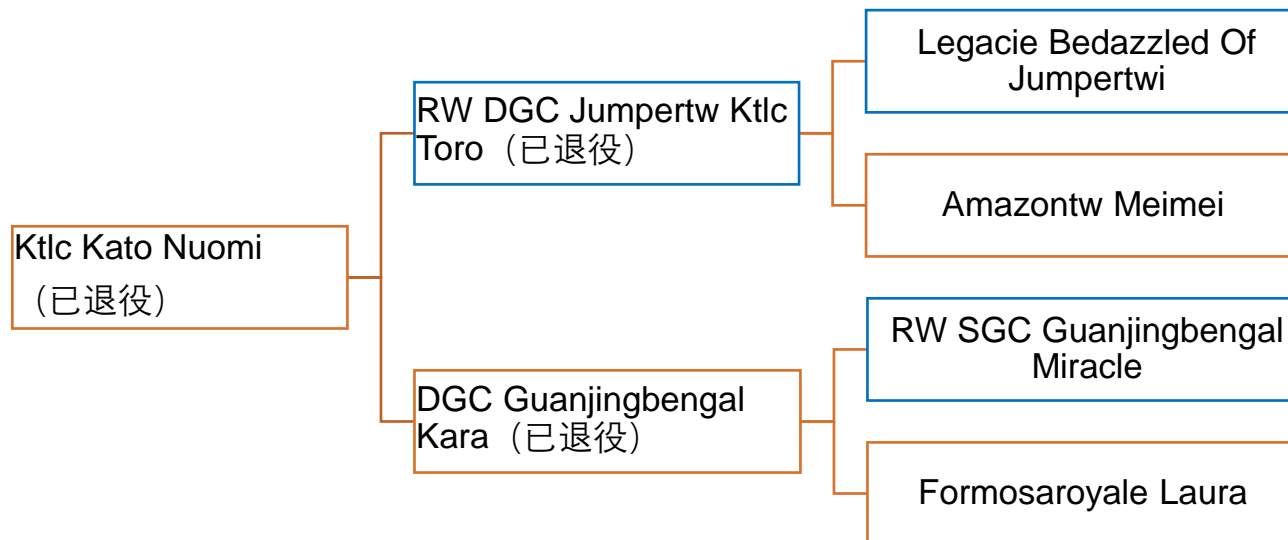 Legacie Bedazzled Of
Jumpertwi
RW DGC Jumpertw Ktlc
Toro（已退役）
Amazontw Meimei
Ktlc Kato Nuomi
（已退役）
RW SGC Guanjingbengal
Miracle
DGC Guanjingbengal
Kara（已退役）
Formosaroyale Laura